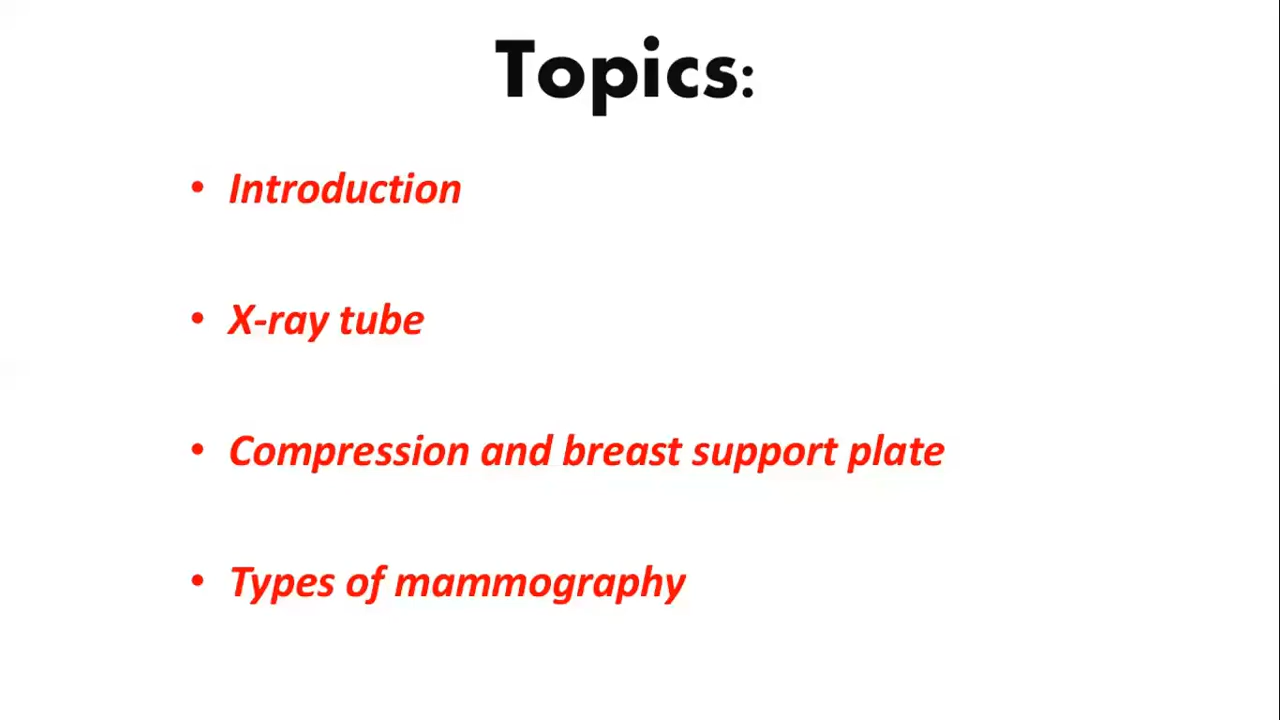 Topics:
• Introduction
• X-ray tube
• Compression and breast support plate
• Types of mammography